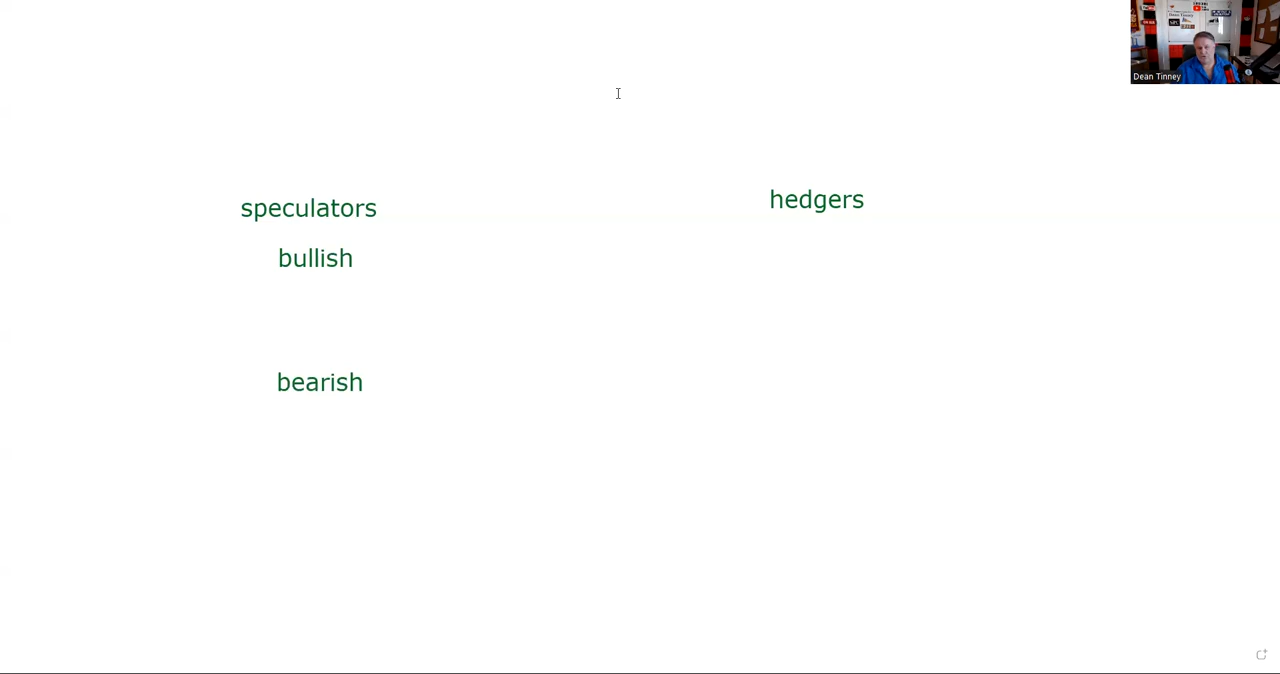 Dean Tinney
speculators
hedgers
bullish
bearish